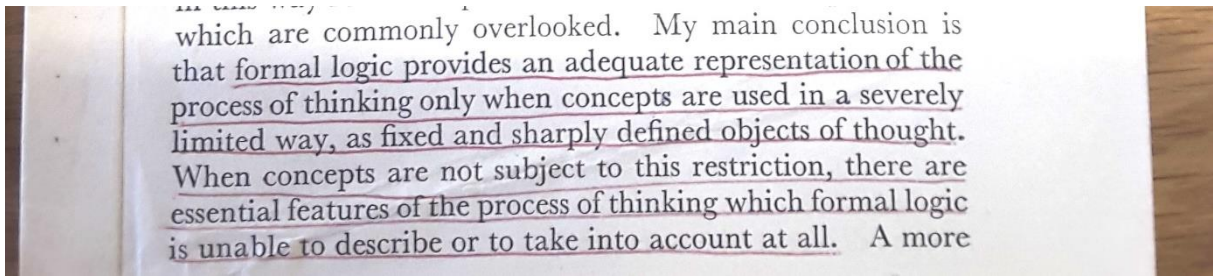 which are commonly overlooked. My main conclusion is
that formal logic provides an adequate representation of the
process of thinking only when concepts are used in a severely
limited way, as fixed and sharply defined objects of thought.
When concepts are not subject to this restriction, there are
essential features of the process of thinking which formal logic
is unable to describe or to take into account at all. A more